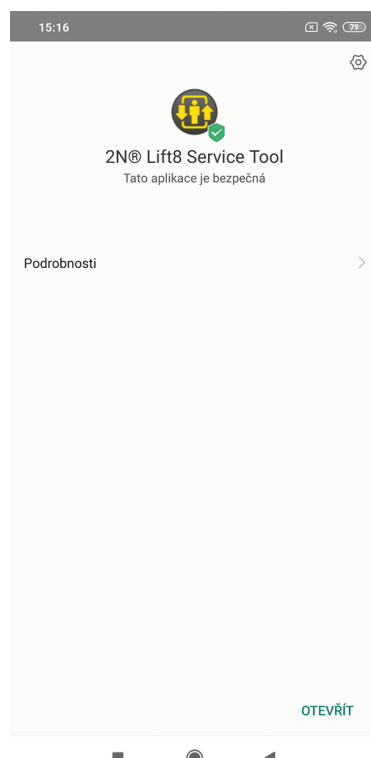 15:16
79
2N® Lift8 Service Tool
Tato aplikace je bezpečná
Podrobnosti
OTEVŘÍT